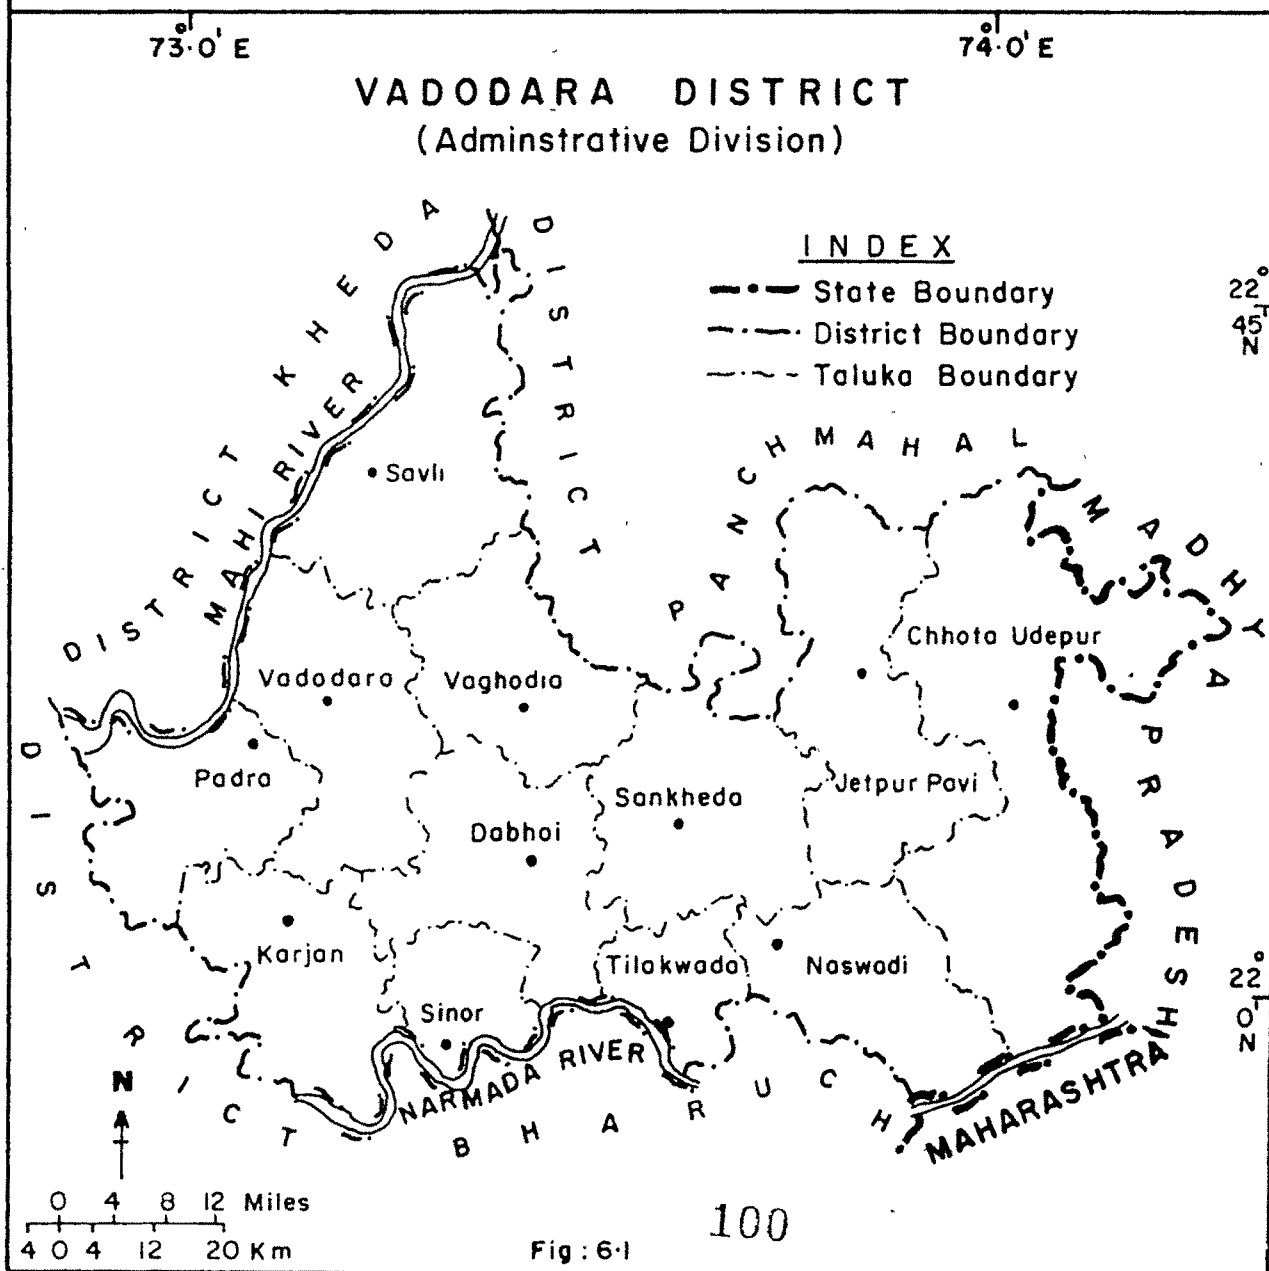 73°0' E
74°0' E
VADODARA DISTRICT
(Adminstrative Division)
INDEX
State Boundary
District Boundary
Taluka Boundary
22°
45'
N
DISTRICT KHEDA
MAHI RIVER
DISTRICT PANCHMAHAL
MADHYA PRADESH
Savli
Chhota Udepur
Vadodara
Vaghodia
Padra
Sankheda
Jetpur Pavi
Dabhoi
Karjan
Tilakwada
Naswadi
Sinor
22°
0'
N
DISTRICT BHARUCH
NARMADA RIVER
MAHARASHTRA
N
0 4 8 12 Miles
4 0 4 12 20 Km
Fig : 6.1
100